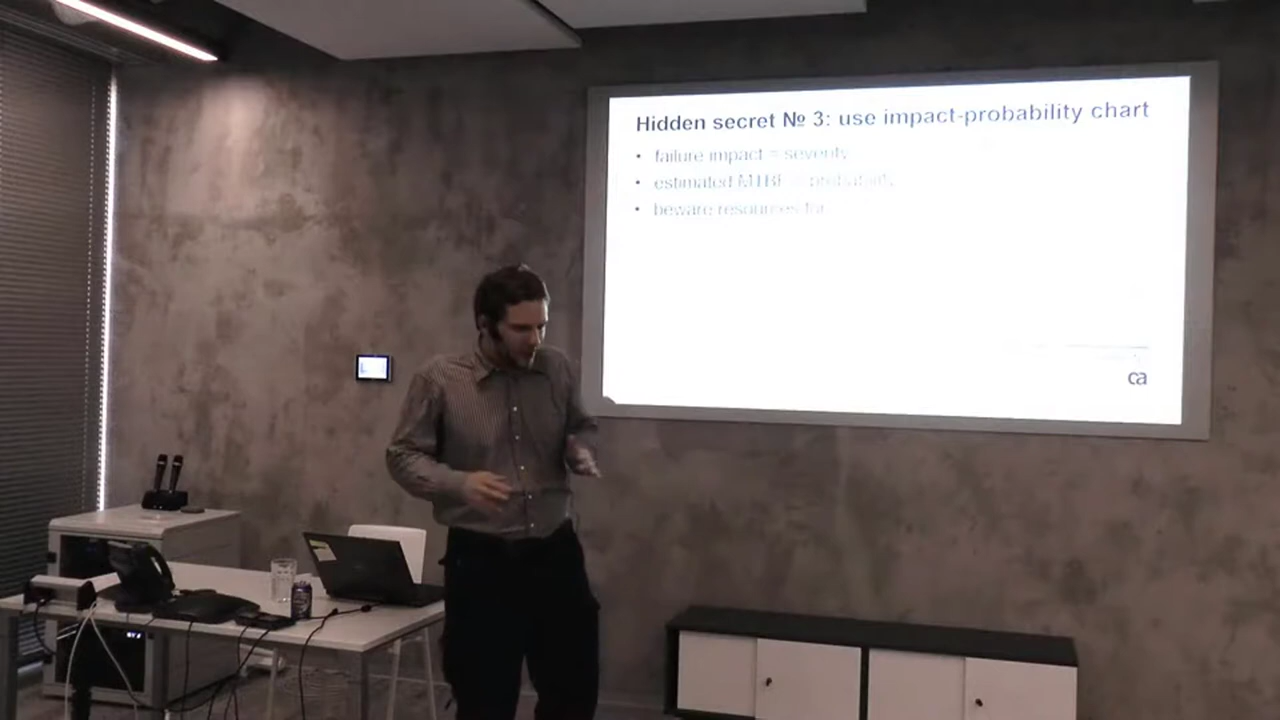 Hidden secret № 3: use impact-probability chart
• failure impact = severity
• estimated MTBF = probability
• beware resources for
ca